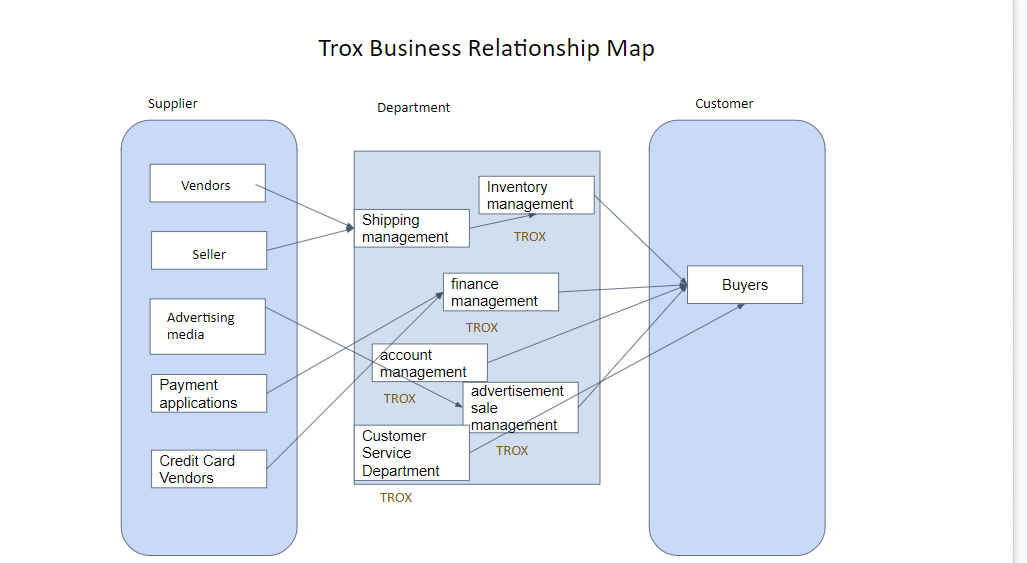 Trox Business Relationship Map
Supplier
Department
Customer
Vendors
Seller
Advertising
media
Payment
applications
Credit Card
Vendors
Inventory
management
TROX
Shipping
management
finance
management
TROX
account
management
TROX
advertisement
sale
management
TROX
Customer
Service
Department
TROX
Buyers